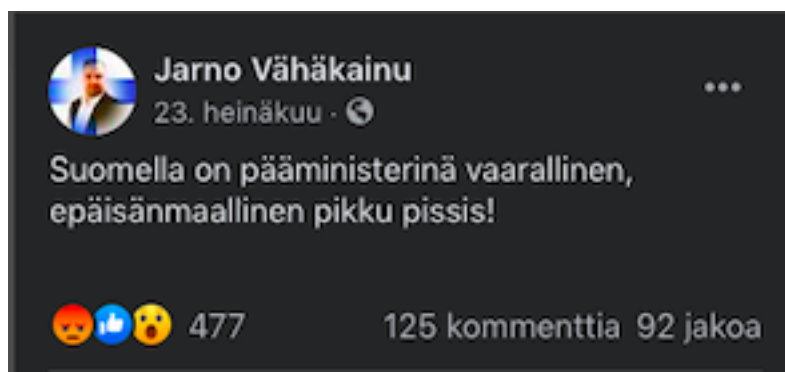 Jarno Vähäkainu
23. heinäkuu ·
Suomella on pääministerinä vaarallinen,
epäisänmaallinen pikku pissis!
477 125 kommenttia 92 jakoa